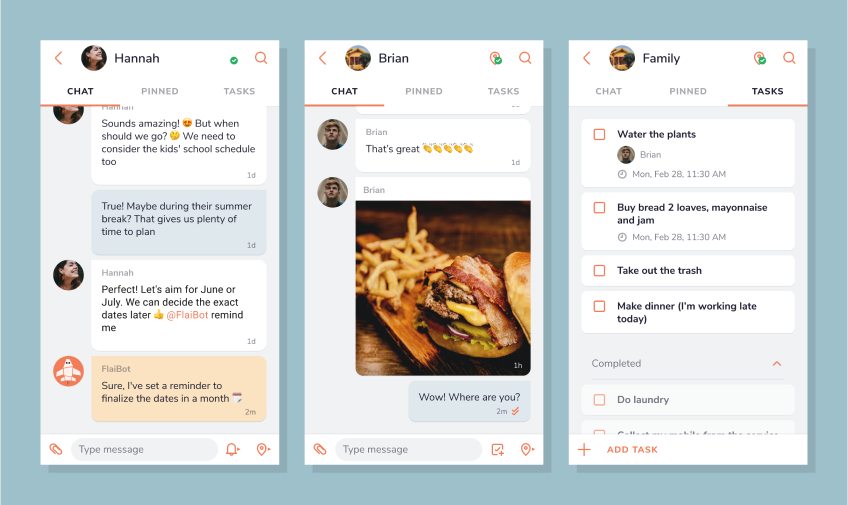 Hannah
CHAT PINNED TASKS
Hannah
Sounds amazing! 😍 But when
should we go? 🤔 We need to
consider the kids' school schedule
too
1d
True! Maybe during their summer
break? That gives us plenty of
time to plan
1d
Hannah
Perfect! Let's aim for June or
July. We can decide the exact
dates later 👍 @FlaiBot remind
me
1d
FlaiBot
Sure, I've set a reminder to
finalize the dates in a month 🗓️
2m
Type message
Brian
CHAT PINNED TASKS
Brian
That's great 👏👏👏👏👏
1d
Brian
1h
Wow! Where are you?
2m
Type message
Family
CHAT PINNED TASKS
Water the plants
Brian
Mon, Feb 28, 11:30 AM
Buy bread 2 loaves, mayonnaise
and jam
Mon, Feb 28, 11:30 AM
Take out the trash
Make dinner (I'm working late
today)
Completed
Do laundry
Collect my mobile from the service
ADD TASK